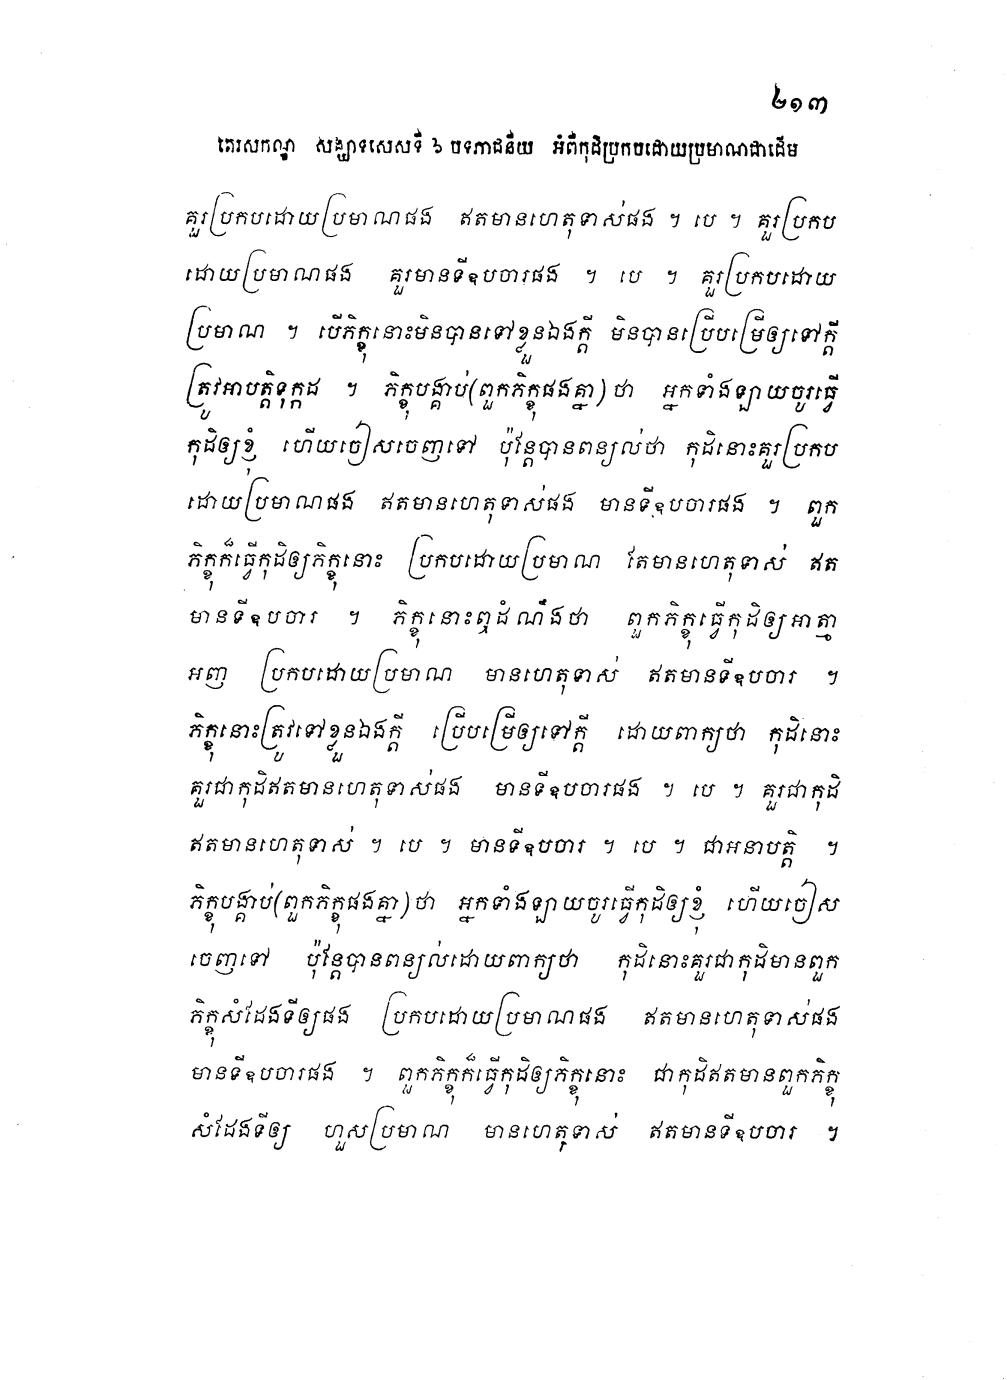 ២១៣
តេរសកណ្ឌ សង្ឃាទិសេសទី ៦ បទភាជនីយ អំពីកុដិប្រកបដោយប្រមាណជាដើម
គួរប្រកបដោយប្រមាណផង ឥតមានហេតុទាស់ផង ។ បេ ។ គួរប្រកប
ដោយប្រមាណផង គួរមានទីឧបចារផង ។ បេ ។ គួរប្រកបដោយ
ប្រមាណ ។ បើភិក្ខុនោះមិនបានទៅខ្លួនឯងក្តី មិនបានប្រើបម្រើឲ្យទៅក្តី
ត្រូវអាបត្តិទុក្កដ ។ ភិក្ខុបង្គាប់(ពួកភិក្ខុផងគ្នា)ថា អ្នកទាំងឡាយចូរធ្វើ
កុដិឲ្យខ្ញុំ ហើយចៀសចេញទៅ ប៉ុន្តែបានពន្យល់ថា កុដិនោះគួរប្រកប
ដោយប្រមាណផង ឥតមានហេតុទាស់ផង មានទីឧបចារផង ។ ពួក
ភិក្ខុក៏ធ្វើកុដិឲ្យភិក្ខុនោះ ប្រកបដោយប្រមាណ តែមានហេតុទាស់ ឥត
មានទីឧបចារ ។ ភិក្ខុនោះឮដំណឹងថា ពួកភិក្ខុធ្វើកុដិឲ្យអាត្មា
អញ ប្រកបដោយប្រមាណ មានហេតុទាស់ ឥតមានទីឧបចារ ។
ភិក្ខុនោះត្រូវទៅខ្លួនឯងក្តី ប្រើបម្រើឲ្យទៅក្តី ដោយពាក្យថា កុដិនោះ
គួរជាកុដិឥតមានហេតុទាស់ផង មានទីឧបចារផង ។ បេ ។ គួរជាកុដិ
ឥតមានហេតុទាស់ ។ បេ ។ មានទីឧបចារ ។ បេ ។ ជាអនាបត្តិ ។
ភិក្ខុបង្គាប់(ពួកភិក្ខុផងគ្នា)ថា អ្នកទាំងឡាយចូរធ្វើកុដិឲ្យខ្ញុំ ហើយចៀស
ចេញទៅ ប៉ុន្តែបានពន្យល់ដោយពាក្យថា កុដិនោះគួរជាកុដិមានពួក
ភិក្ខុសំដែងទីឲ្យផង ប្រកបដោយប្រមាណផង ឥតមានហេតុទាស់ផង
មានទីឧបចារផង ។ ពួកភិក្ខុក៏ធ្វើកុដិឲ្យភិក្ខុនោះ ជាកុដិឥតមានពួកភិក្ខុ
សំដែងទីឲ្យ ហួសប្រមាណ មានហេតុទាស់ ឥតមានទីឧបចារ ។